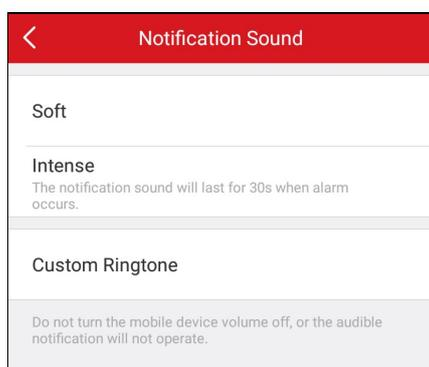 Notification Sound
Soft
Intense
The notification sound will last for 30s when alarm
occurs.
Custom Ringtone
Do not turn the mobile device volume off, or the audible
notification will not operate.